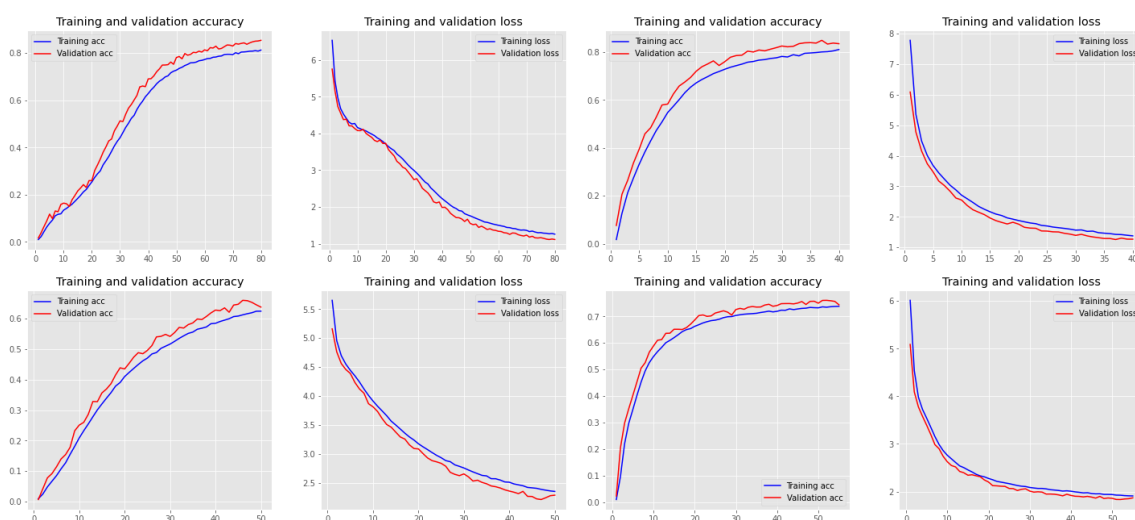 Training and validation accuracy
Training acc
Validation acc
0.8
0.6
0.4
0.2
0.0
0 10 20 30 40 50 60 70 80
Training and validation loss
Training loss
Validation loss
6
5
4
3
2
1
0 10 20 30 40 50 60 70 80
Training and validation accuracy
Training acc
Validation acc
0.8
0.6
0.4
0.2
0.0
0 5 10 15 20 25 30 35 40
Training and validation loss
Training loss
Validation loss
8
7
6
5
4
3
2
1
0 5 10 15 20 25 30 35 40
Training and validation accuracy
Training acc
Validation acc
0.6
0.5
0.4
0.3
0.2
0.1
0.0
0 10 20 30 40 50
Training and validation loss
Training loss
Validation loss
5.5
5.0
4.5
4.0
3.5
3.0
2.5
0 10 20 30 40 50
Training and validation accuracy
0.7
0.6
0.5
0.4
0.3
0.2
0.1
0.0
Training acc
Validation acc
0 10 20 30 40 50
Training and validation loss
Training loss
Validation loss
6
5
4
3
2
0 10 20 30 40 50